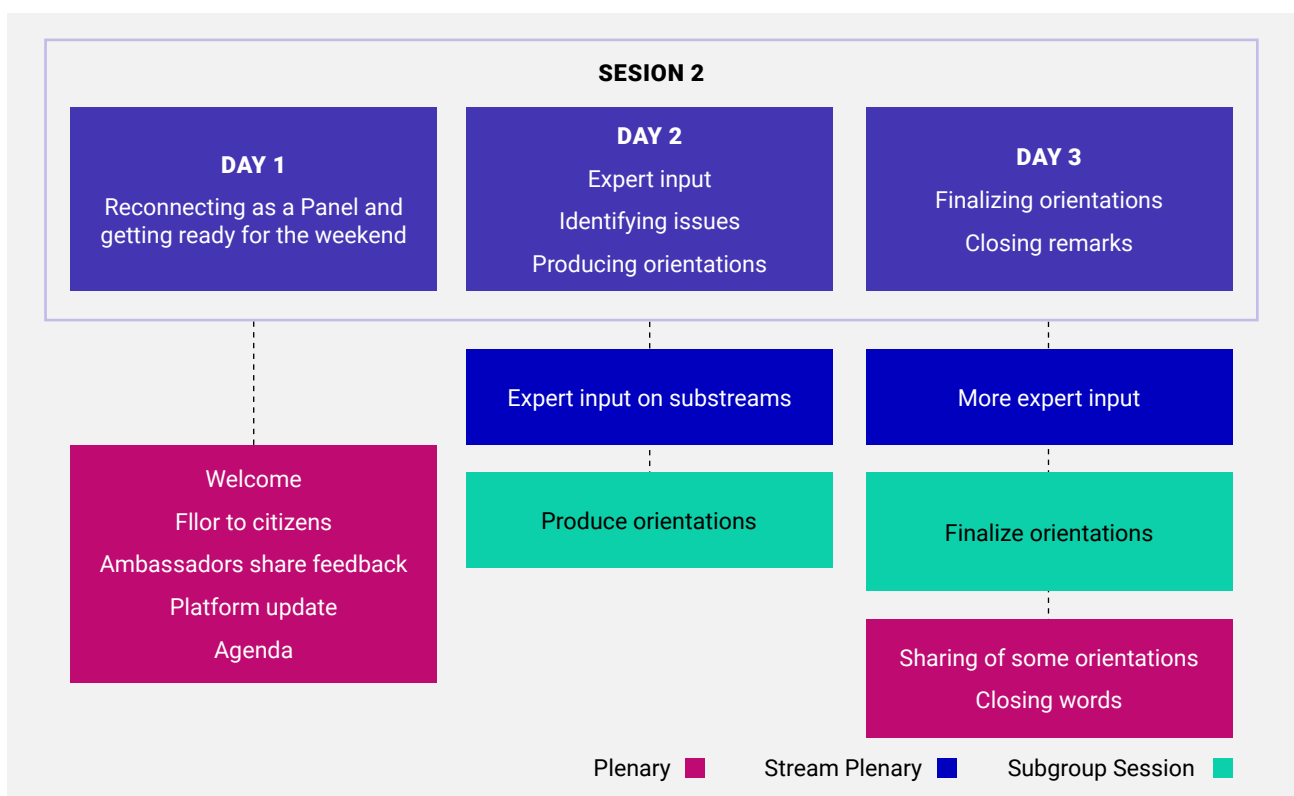 SESION 2
DAY 1
Reconnecting as a Panel and
getting ready for the weekend
DAY 2
Expert input
Identifying issues
Producing orientations
DAY 3
Finalizing orientations
Closing remarks
Welcome
Fllor to citizens
Ambassadors share feedback
Platform update
Agenda
Expert input on substreams
Produce orientations
More expert input
Finalize orientations
Sharing of some orientations
Closing words
Plenary
Stream Plenary
Subgroup Session